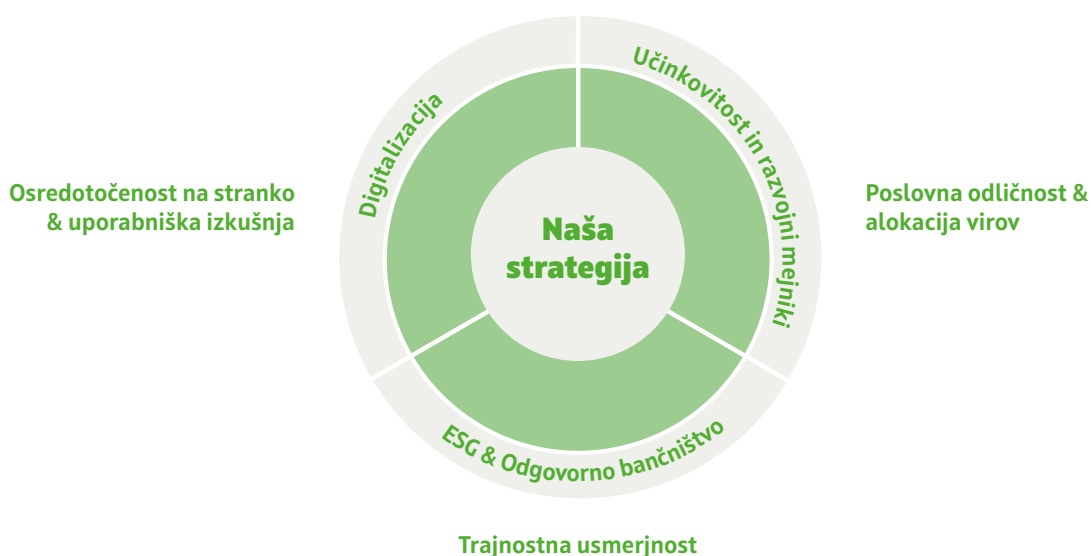 Digitalizacija
Učinkovitost in razvojni mejniki
Osredotočenost na stranko
& uporabniška izkušnja
Naša
strategija
Poslovna odličnost &
alokacija virov
ESG & Odgovorno bančništvo
Trajnostna usmerjnost